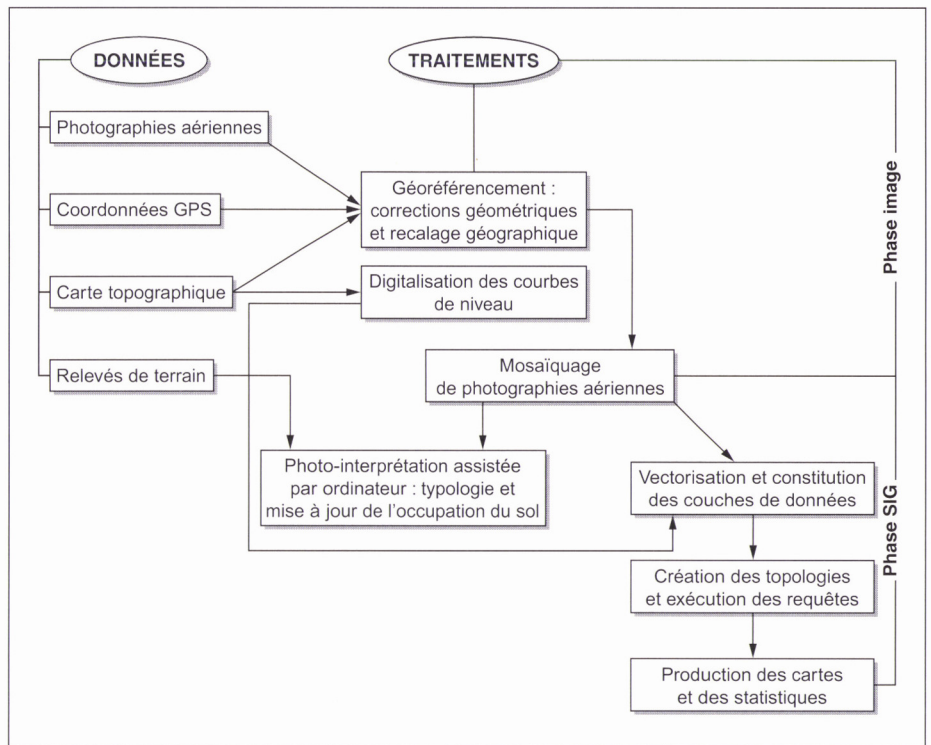 DONNÉES
TRAITEMENTS
Photographies aériennes
Coordonnées GPS
Carte topographique
Relevés de terrain
Géoréférencement :
corrections géométriques
et recalage géographique
Digitalisation des courbes
de niveau
Mosaïquage
de photographies aériennes
Photo-interprétation assistée
par ordinateur : typologie et
mise à jour de l'occupation du sol
Vectorisation et constitution
des couches de données
Création des topologies
et exécution des requêtes
Production des cartes
et des statistiques
Phase image
Phase SIG